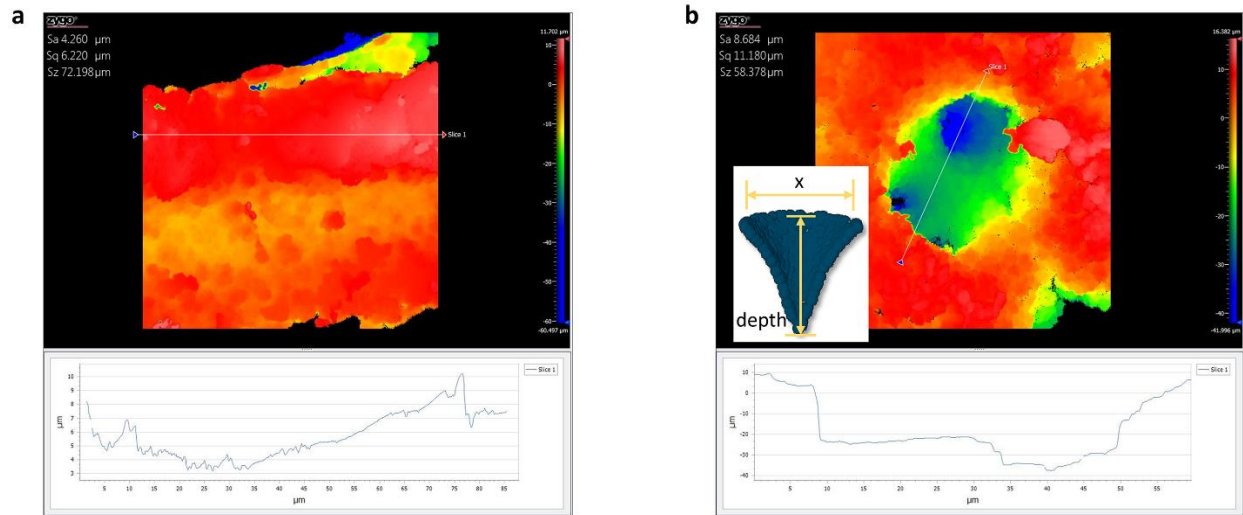 a
zygo®
Sa 4.260 µm
Sq 6.220 µm
Sz 72.198 µm
11.702 µm
10
0
-10
-20
-30
-40
-50
-60
-60.497 µm
Slice 1
Slice 1
µm
10
9
8
7
6
5
4
3
5 10 15 20 25 30 35 40 45 50 55 60 65 70 75 80 85
µm
b
zygo®
Sa 8.684 µm
Sq 11.180 µm
Sz 58.378 µm
16.382 µm
10
0
-10
-20
-30
-40
-41.996 µm
Slice 1
x
depth
Slice 1
µm
10
0
-10
-20
-30
-40
5 10 15 20 25 30 35 40 45 50 55
µm